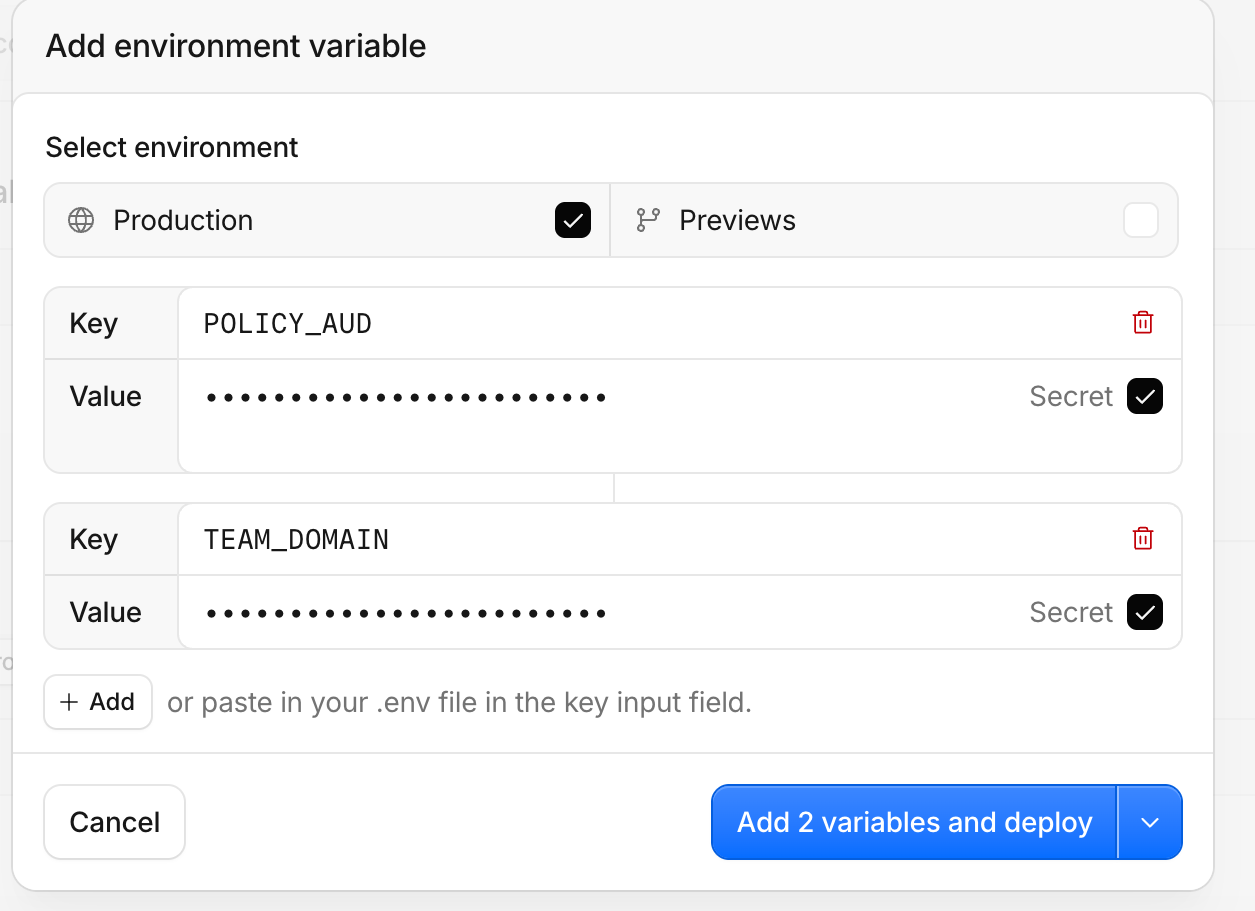 Add environment variable
Select environment
Production
Previews
Key
POLICY_AUD
Value
••••••••••••••••••••••••
Secret
Key
TEAM_DOMAIN
Value
••••••••••••••••••••••••
Secret
+ Add or paste in your .env file in the key input field.
Cancel
Add 2 variables and deploy